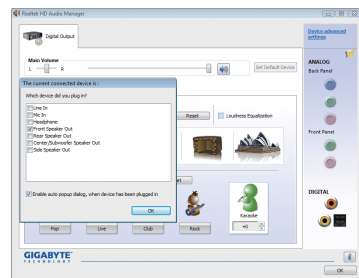 Realtek HD Audio Manager
Digital Output
Device advanced
settings
Main Volume
L
R
Set Default Device
ANALOG
Back Panel
The current connected device is :
Which device did you plug in?
Line In
Mic In
Headphone
Front Speaker Out
Rear Speaker Out
Center/Subwoofer Speaker Out
Side Speaker Out
Enable auto popup dialog, when device has been plugged in
OK
Reset
Loudness Equalization
Front Panel
Karaoke
+0
DIGITAL
Pop
Live
Club
Rock
GIGABYTE
TECHNOLOGY
OK